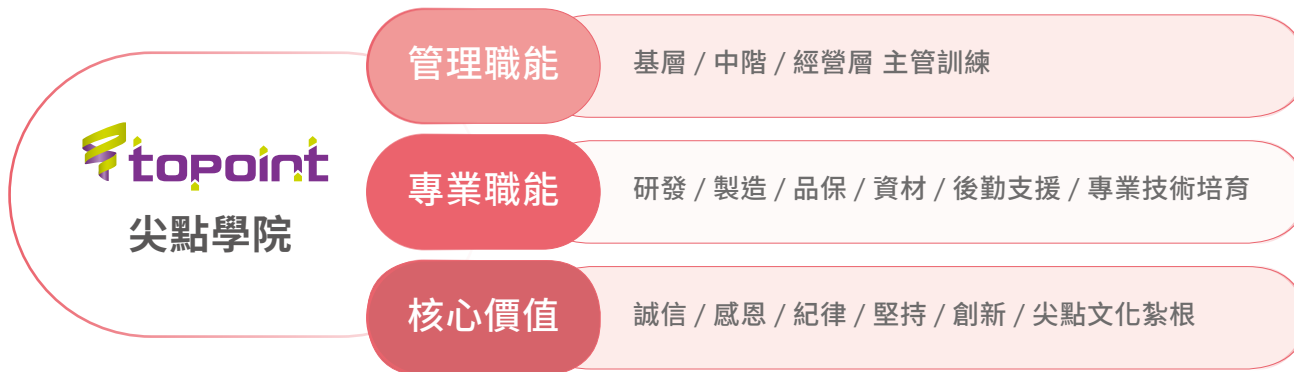 管理職能
基層 / 中階 / 經營層 主管訓練
topoint
尖點學院
專業職能
研發 / 製造 / 品保 / 資材 / 後勤支援 / 專業技術培育
核心價值
誠信 / 感恩 / 紀律 / 堅持 / 創新 / 尖點文化紮根